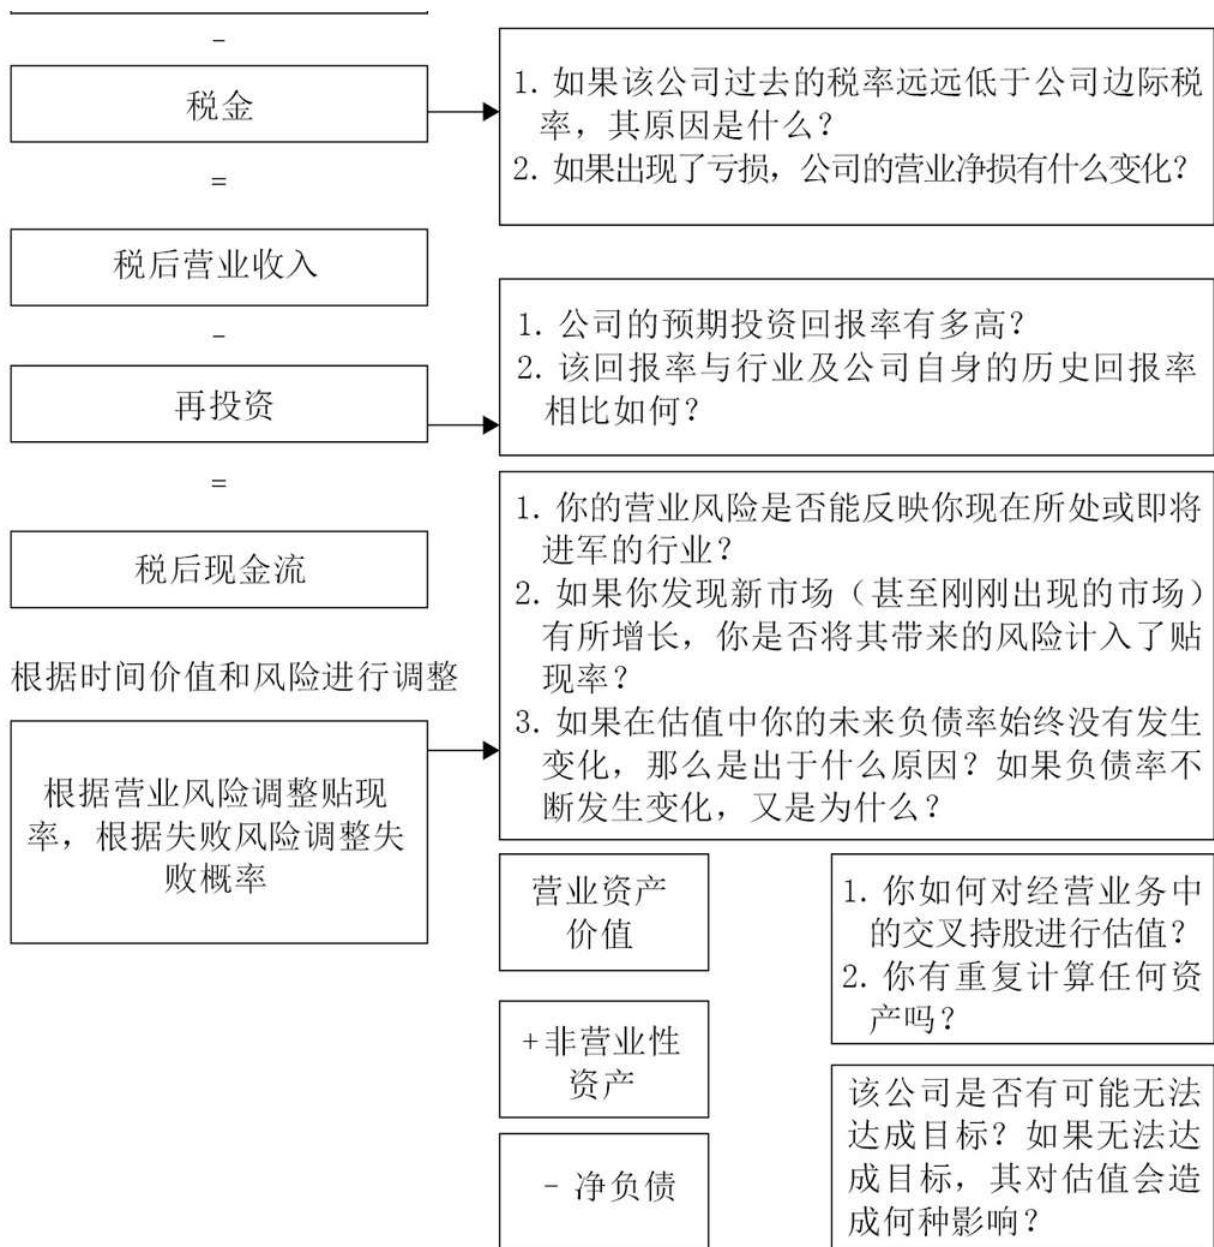 -
税金
1. 如果该公司过去的税率远远低于公司边际税
率，其原因是什么？
2. 如果出现了亏损，公司的营业净损有什么变化？
=
税后营业收入
-
再投资
1. 公司的预期投资回报率有多高？
2. 该回报率与行业及公司自身的历史回报率
相比如何？
=
税后现金流
根据时间价值和风险进行调整
根据营业风险调整贴现
率，根据失败风险调整失
败概率
1. 你的营业风险是否能反映你现在所处或即将
进军的行业？
2. 如果你发现新市场（甚至刚刚出现的市场）
有所增长，你是否将其带来的风险计入了贴
现率？
3. 如果在估值中你的未来负债率始终没有发生
变化，那么是出于什么原因？如果负债率不
断发生变化，又是为什么？
营业资产
价值
+非营业性
资产
- 净负债
1. 你如何对经营业务中
的交叉持股进行估值？
2. 你有重复计算任何资
产吗？
该公司是否有可能无法
达成目标？如果无法达
成目标，其对估值会造
成何种影响？